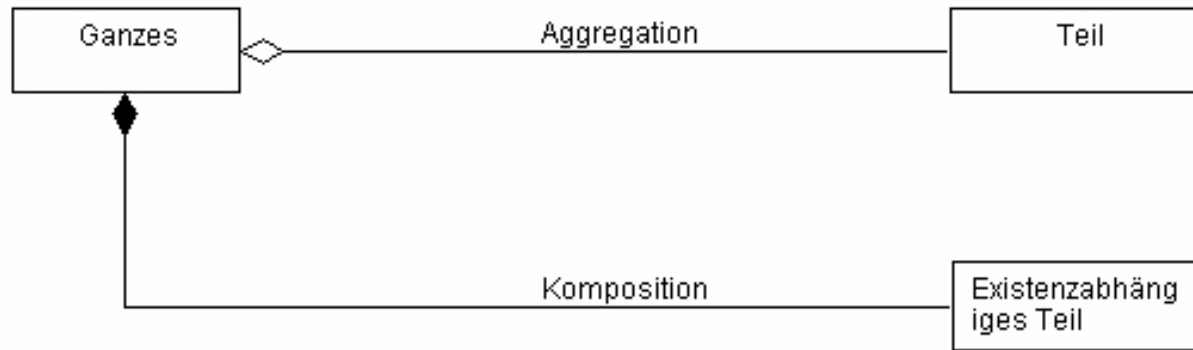 Ganzes
Aggregation
Teil
Komposition
Existenzabhäng
iges Teil